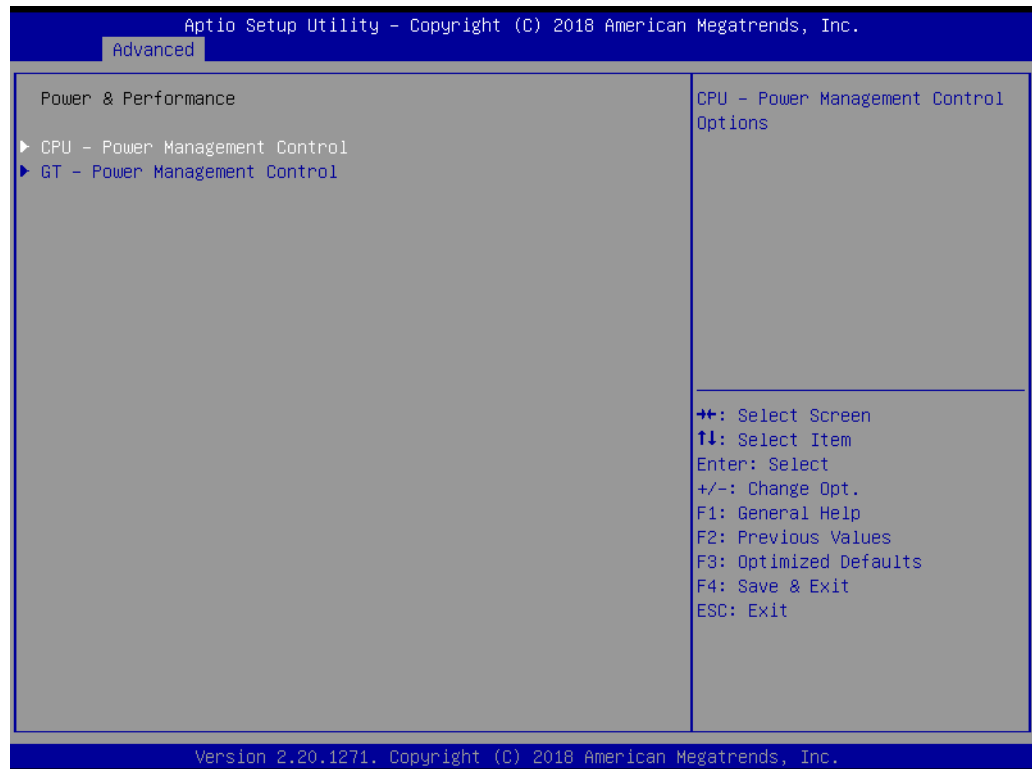 Aptio Setup Utility – Copyright (C) 2018 American Megatrends, Inc.
Advanced
Power & Performance
▶ CPU – Power Management Control
▶ GT – Power Management Control
CPU – Power Management Control
Options
→←: Select Screen
↑↓: Select Item
Enter: Select
+/-: Change Opt.
F1: General Help
F2: Previous Values
F3: Optimized Defaults
F4: Save & Exit
ESC: Exit
Version 2.20.1271. Copyright (C) 2018 American Megatrends, Inc.